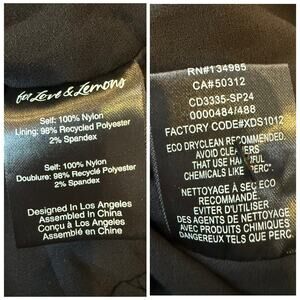 for Love & Lemons
Self: 100% Nylon
Lining: 98% Recycled Polyester
2% Spandex
Self: 100% Nylon
Doublure: 98% Recycled Polyester
2% Spandex
Designed In Los Angeles
Assembled In China
Conçu à Los Angeles
Assemblé en Chine
RN#134985
CA#50312
CD3335-SP24
0000484/488
FACTORY CODE#XDS1012
ECO DRYCLEAN RECOMMENDED.
AVOID
THAT USE
CHEMICALS LIKE
NETTOYAGE À SEC ECO
RECOMMANDÉ.
EVITER D'UTILISER
DES AGENTS DE NETTOYAGE
AVEC PRODUITS CHIMIQUES
DANGEREUX TELS QUE PERC.